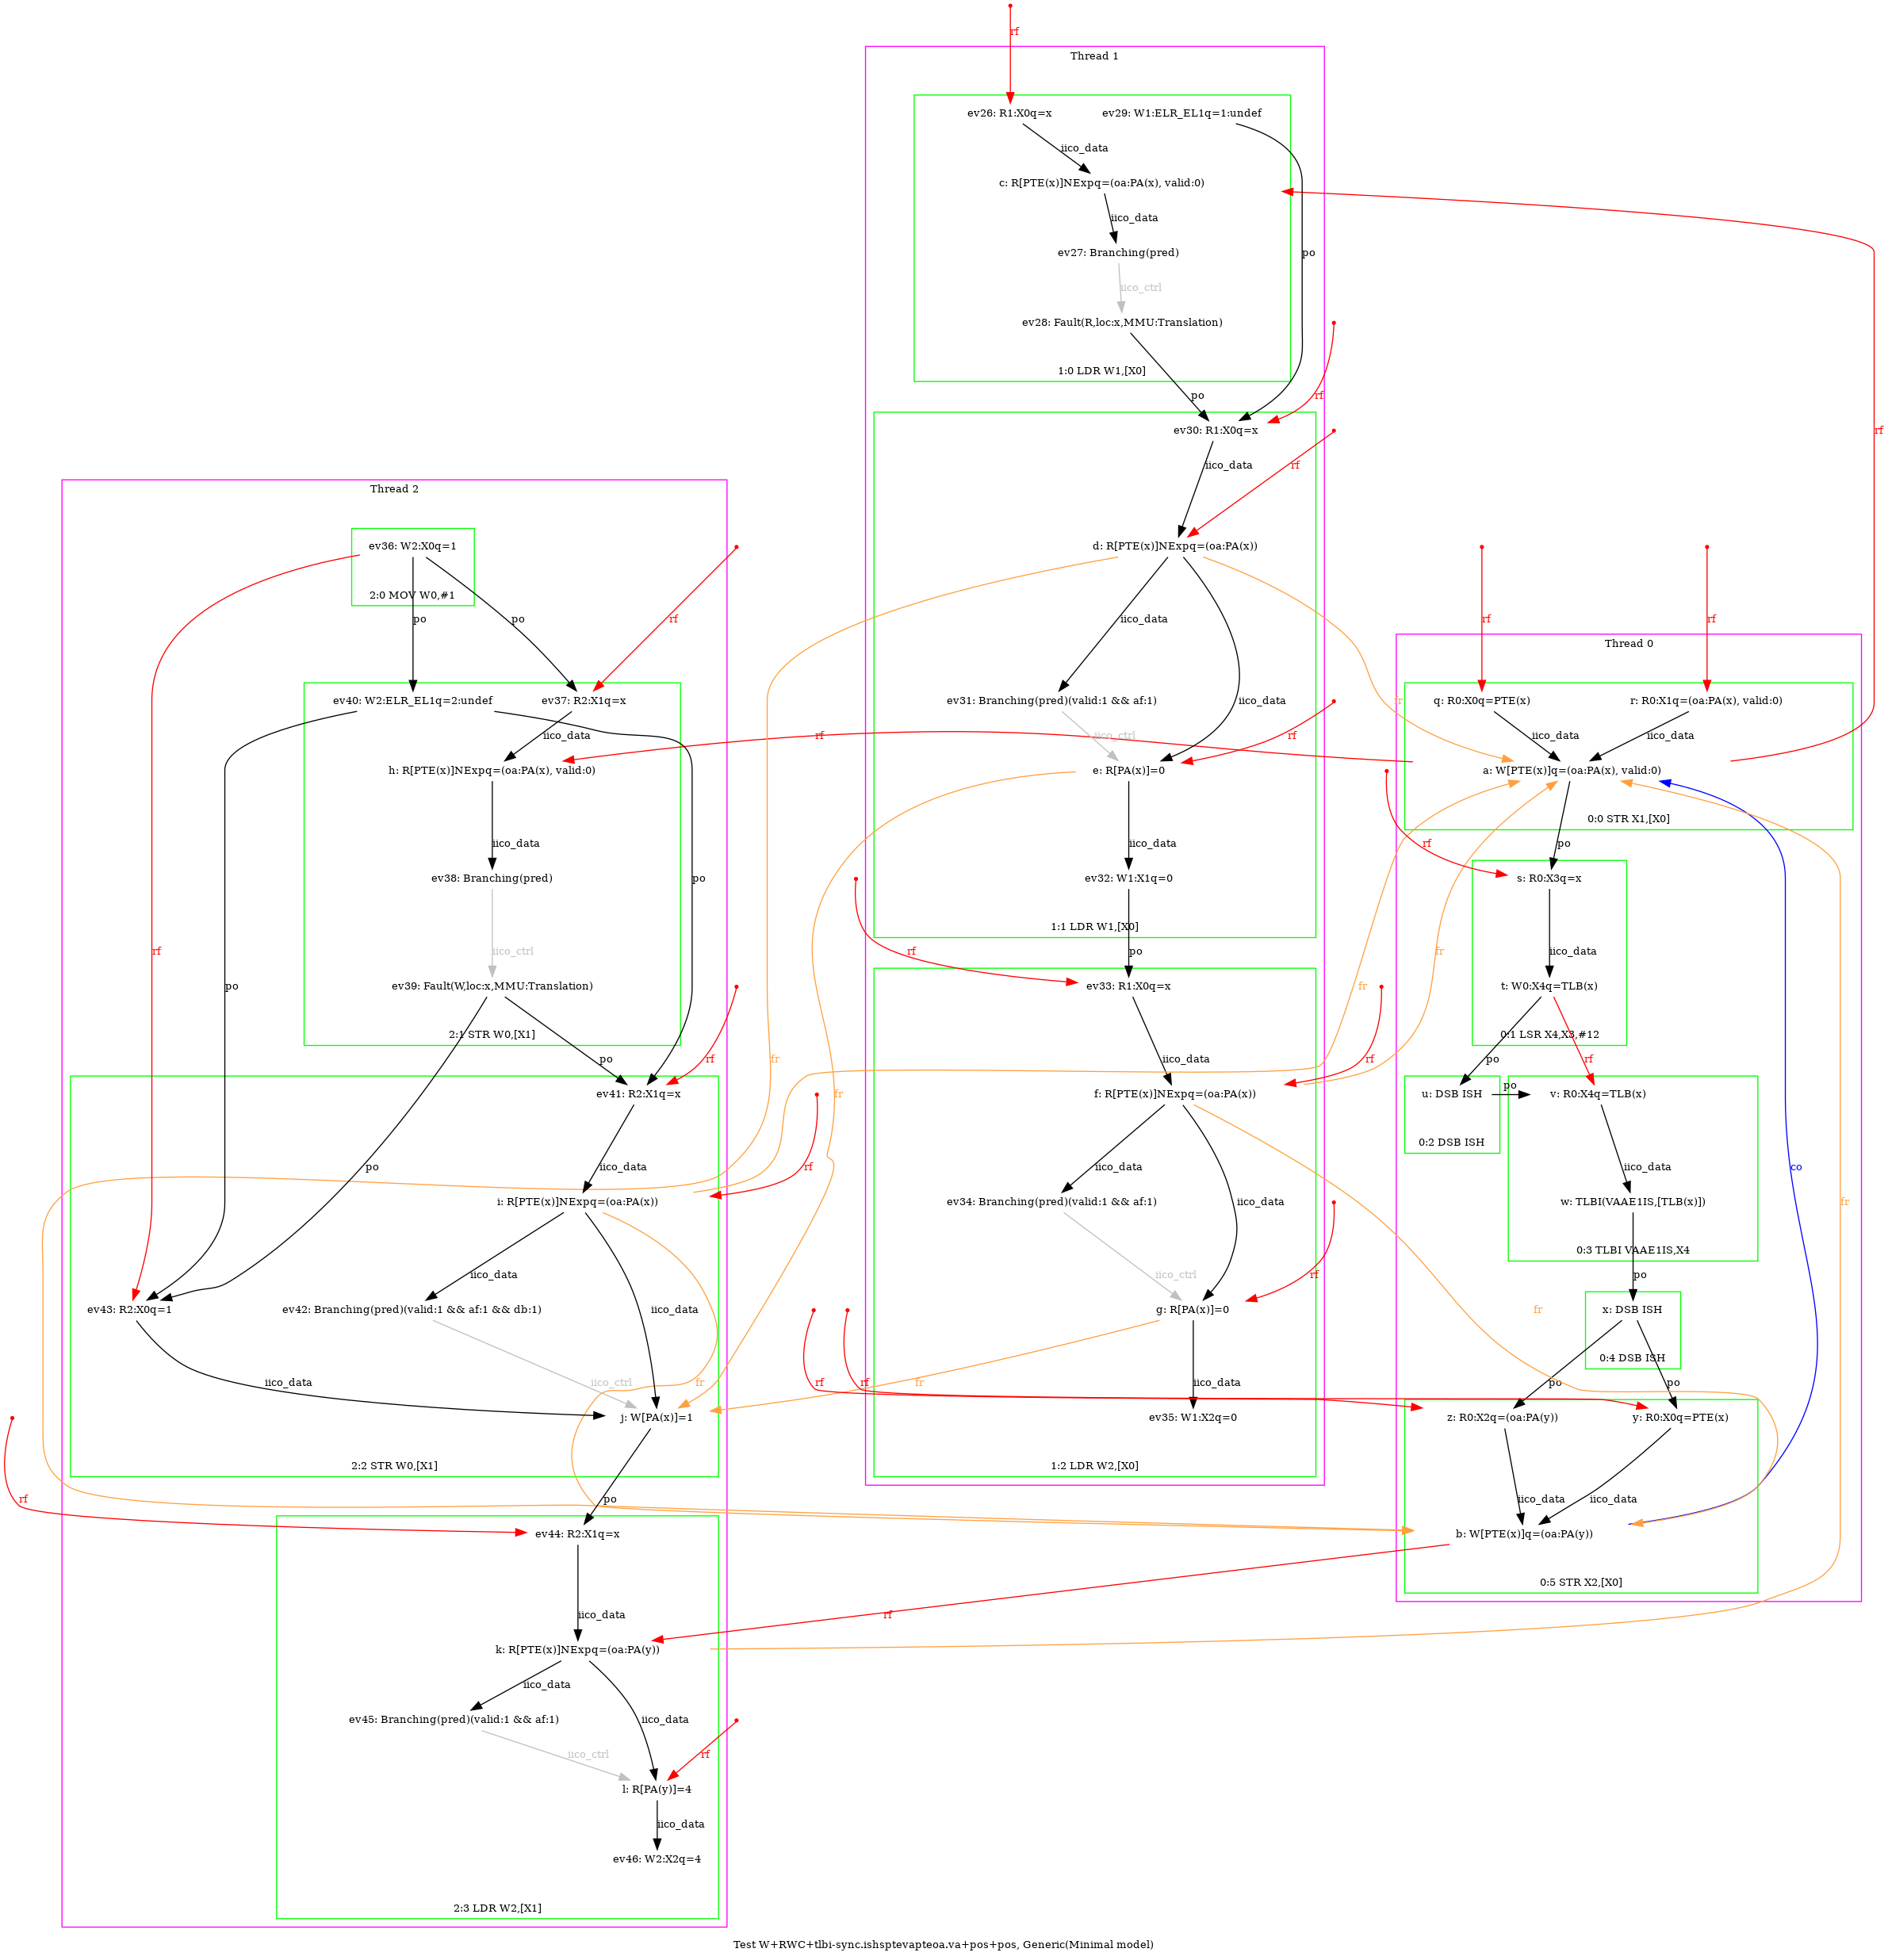 rf
Thread 1
ev26: R1:X0q=x
ev29: W1:ELR_EL1q=1:undef
iico_data
c: R[PTE(x)]NExpq=(oa:PA(x), valid:0)
iico_data
ev27: Branching(pred)
po
iico_ctrl
ev28: Fault(R,loc:x,MMU:Translation)
1:0 LDR W1,[X0]
po
rf
rf
ev30: R1:X0q=x
iico_data
rf
d: R[PTE(x)]NExpq=(oa:PA(x))
iico_data
ev31: Branching(pred)(valid:1 && af:1)
iico_data
fr
iico_ctrl
rf
e: R[PA(x)]=0
iico_data
ev32: W1:X1q=0
1:1 LDR W1,[X0]
po
rf
ev33: R1:X0q=x
iico_data
rf
f: R[PTE(x)]NExpq=(oa:PA(x))
iico_data
ev34: Branching(pred)(valid:1 && af:1)
iico_data
iico_ctrl
rf
g: R[PA(x)]=0
fr
iico_data
ev35: W1:X2q=0
1:2 LDR W2,[X0]
Thread 2
ev36: W2:X0q=1
2:0 MOV W0,#1
po
po
rf
ev40: W2:ELR_EL1q=2:undef
ev37: R2:X1q=x
iico_data
rf
h: R[PTE(x)]NExpq=(oa:PA(x), valid:0)
iico_data
ev38: Branching(pred)
po
rf
po
iico_ctrl
ev39: Fault(W,loc:x,MMU:Translation)
2:1 STR W0,[X1]
po
rf
fr
ev41: R2:X1q=x
fr
po
iico_data
rf
i: R[PTE(x)]NExpq=(oa:PA(x))
iico_data
ev43: R2:X0q=1
ev42: Branching(pred)(valid:1 && af:1 && db:1)
iico_data
iico_data
iico_ctrl
fr
j: W[PA(x)]=1
2:2 STR W0,[X1]
rf
po
ev44: R2:X1q=x
iico_data
rf
k: R[PTE(x)]NExpq=(oa:PA(y))
iico_data
ev45: Branching(pred)(valid:1 && af:1)
iico_data
iico_ctrl
rf
l: R[PA(y)]=4
iico_data
ev46: W2:X2q=4
2:3 LDR W2,[X1]
rf
rf
Thread 0
q: R0:X0q=PTE(x)
r: R0:X1q=(oa:PA(x), valid:0)
iico_data
iico_data
a: W[PTE(x)]q=(oa:PA(x), valid:0)
0:0 STR X1,[X0]
rf
po
s: R0:X3q=x
fr
fr
iico_data
t: W0:X4q=TLB(x)
0:1 LSR X4,X3,#12
po
rf
u: DSB ISH
po
v: R0:X4q=TLB(x)
0:2 DSB ISH
iico_data
co
fr
w: TLBI(VAAE1IS,[TLB(x)])
0:3 TLBI VAAE1IS,X4
po
fr
x: DSB ISH
0:4 DSB ISH
po
po
rf
rf
z: R0:X2q=(oa:PA(y))
y: R0:X0q=PTE(x)
iico_data
iico_data
b: W[PTE(x)]q=(oa:PA(y))
0:5 STR X2,[X0]
Test W+RWC+tlbi-sync.ishsptevapteoa.va+pos+pos, Generic(Minimal model)